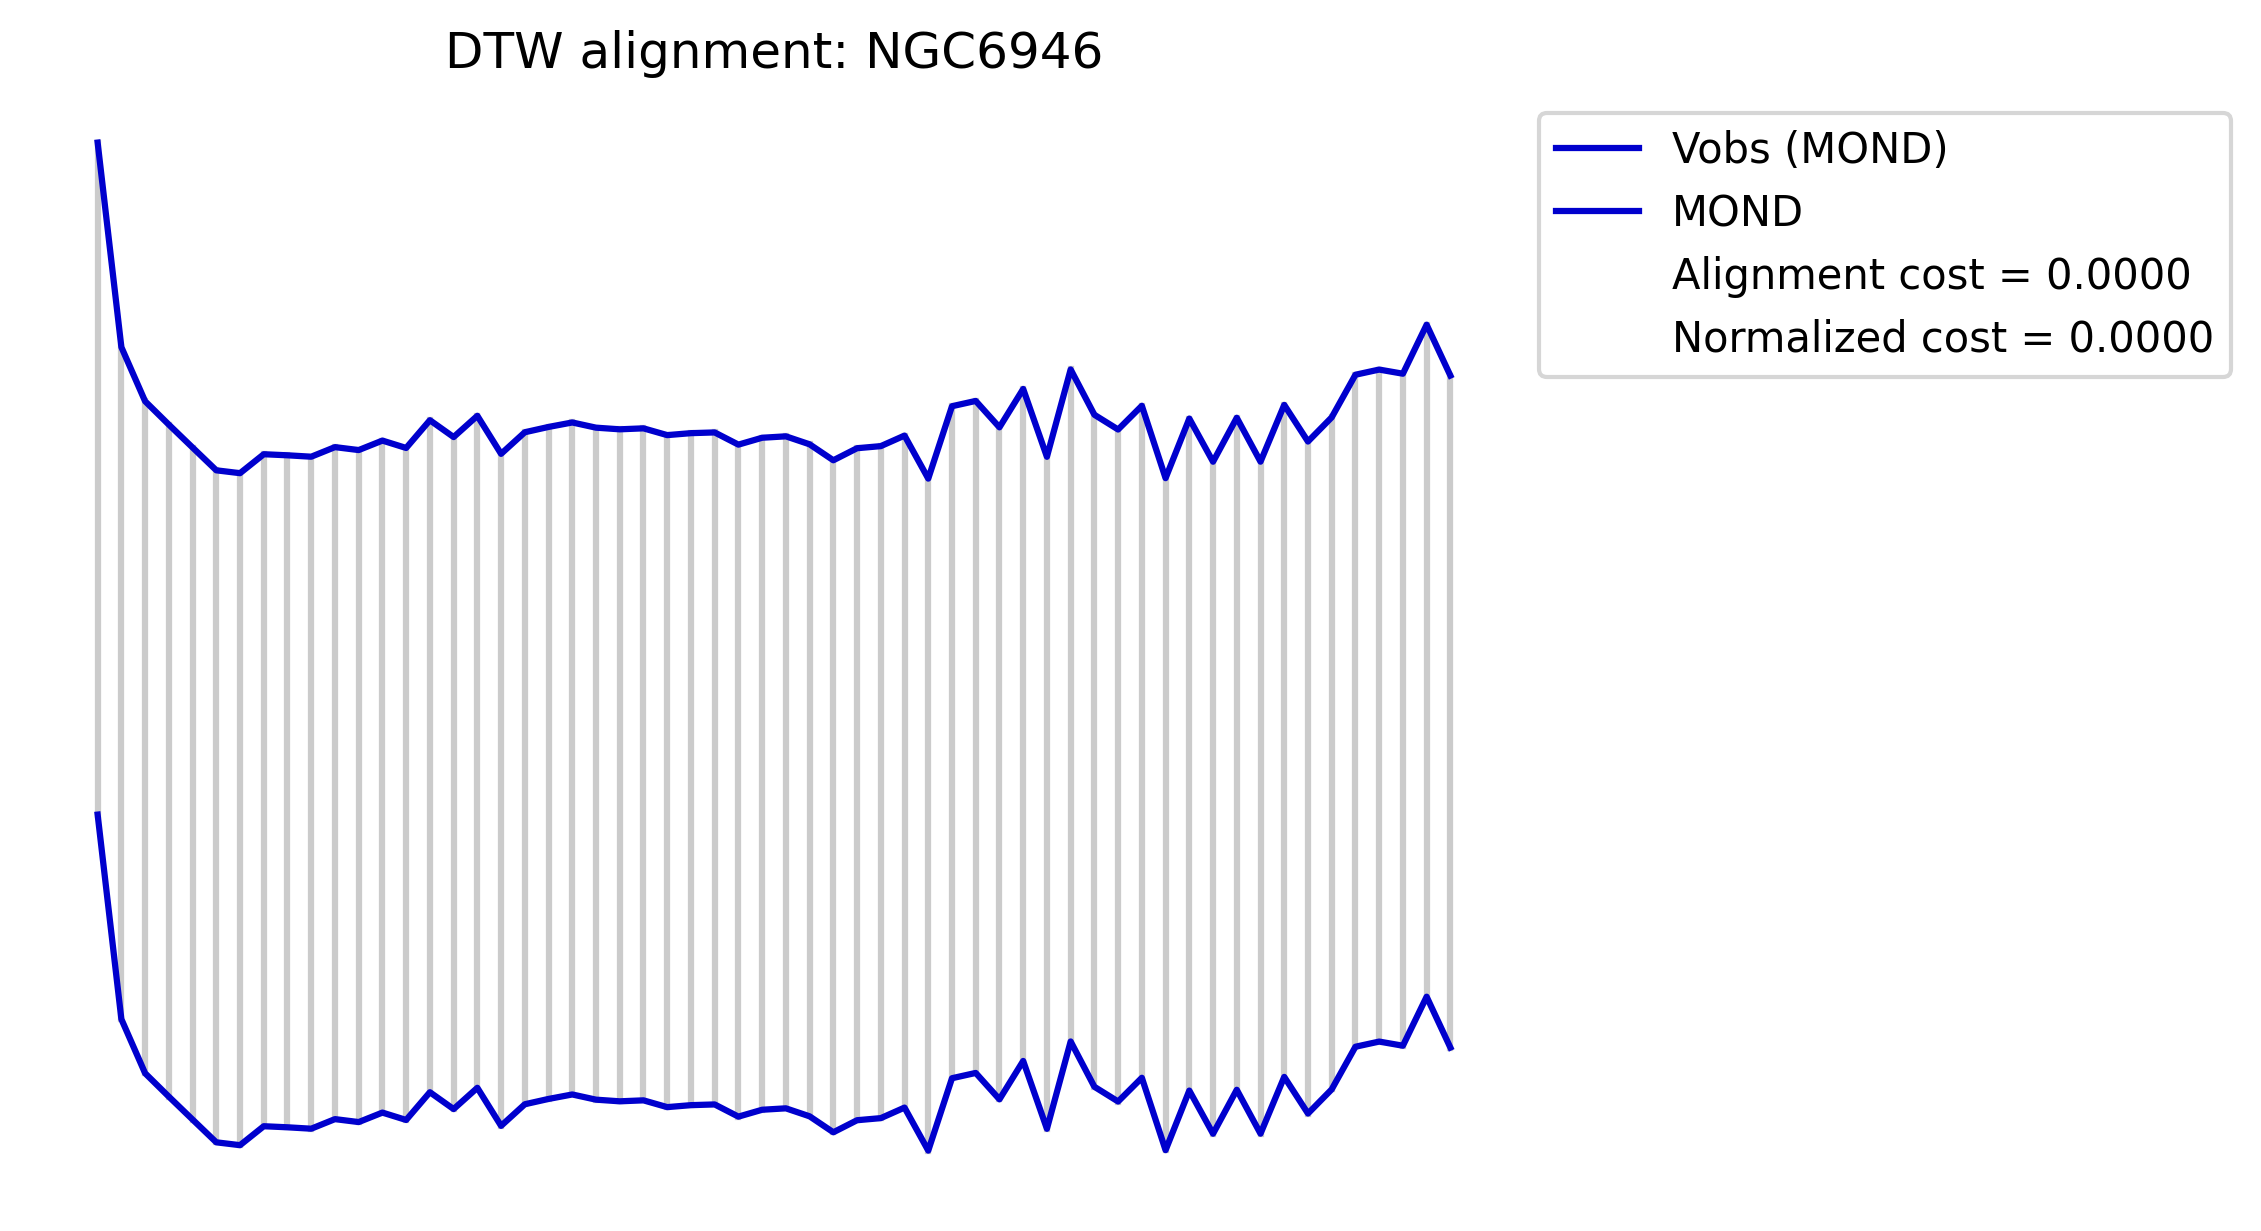 DTW alignment: NGC6946
Vobs (MOND)
MOND
Alignment cost = 0.0000
Normalized cost = 0.0000